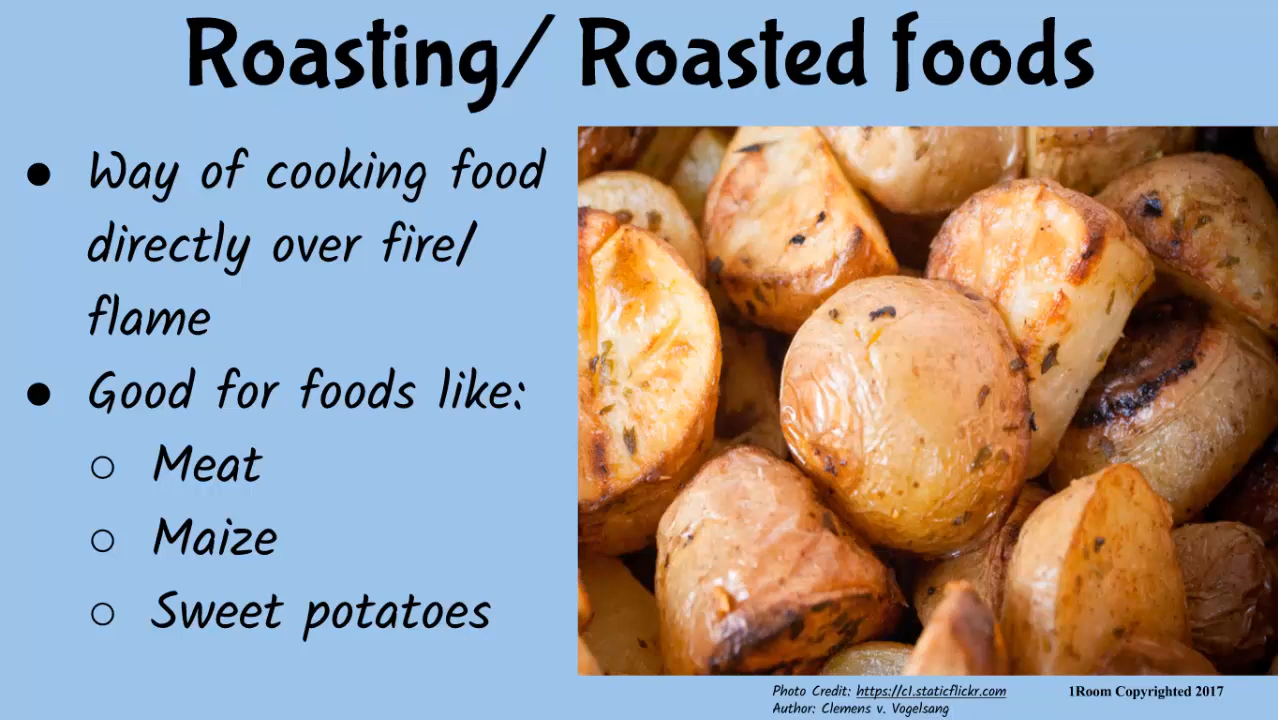 Roasting/ Roasted foods
● Way of cooking food
directly over fire/
flame
● Good for foods like:
○ Meat
○ Maize
○ Sweet potatoes
Photo Credit: https://c1.staticflickr.com
Author: Clemens v. Vogelsang
1Room Copyrighted 2017